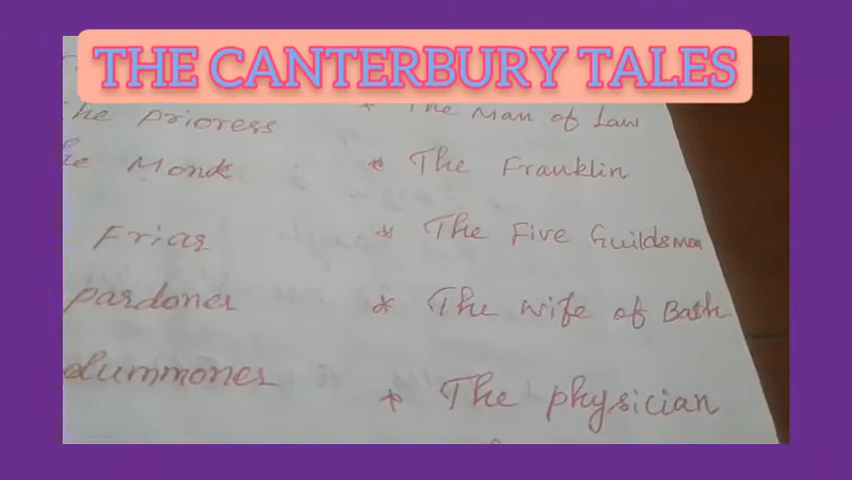 THE CANTERBURY TALES
The Prioress
Monk
Friar
pardoner
Summoner
* The Man of Law
* The Franklin
* The Five Guildsmen
* The wife of Bath
* The physician